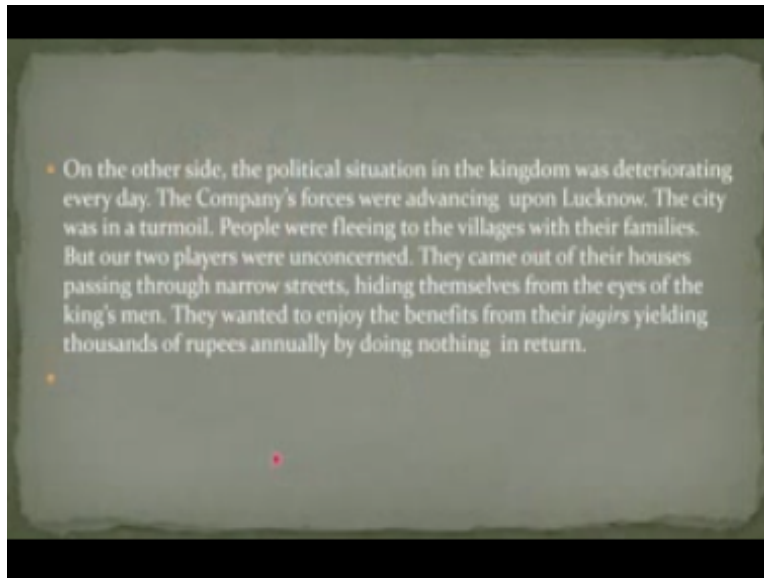 On the other side, the political situation in the kingdom was deteriorating
every day. The Company's forces were advancing upon Lucknow. The city
was in a turmoil. People were fleeing to the villages with their families.
But our two players were unconcerned. They came out of their houses
passing through narrow streets, hiding themselves from the eyes of the
king's men. They wanted to enjoy the benefits from their jagirs yielding
thousands of rupees annually by doing nothing in return.